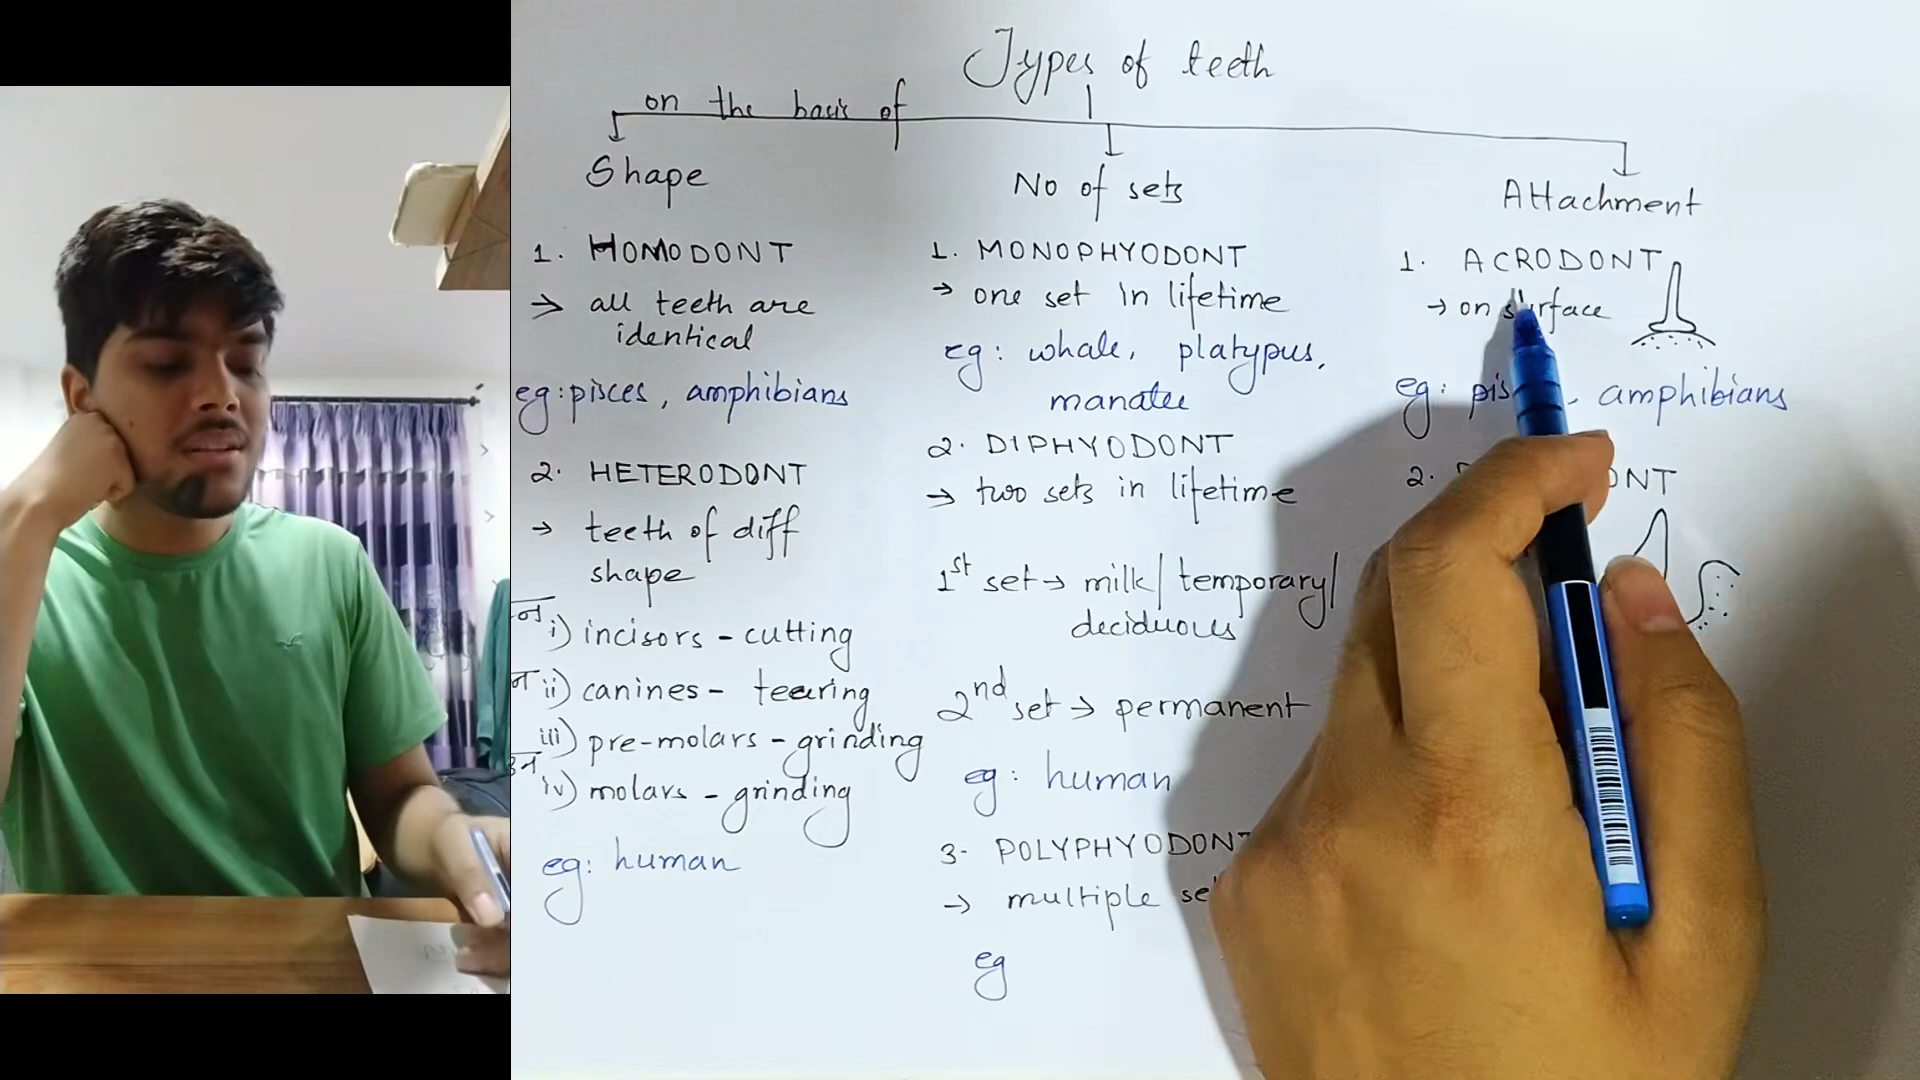 Types of teeth
on the basis of
Shape
1. HOMODONT
→ all teeth are
identical
eg: pisces, amphibians
2. HETERODONT
→ teeth of diff
shape
i) incisors - cutting
ii) canines - tearing
iii) pre-molars - grinding
iv) molars - grinding
eg: human
No of sets
1. MONOPHYODONT
→ one set in lifetime
eg: whale, platypus,
manatee
2. DIPHYODONT
→ two sets in lifetime
1st set → milk/temporary/
deciduous
2nd set → permanent
eg: human
3- POLYPHYODONT
→ multiple
eg
Attachment
1. ACRODONT
→ on surface
eg: , amphibians
2.